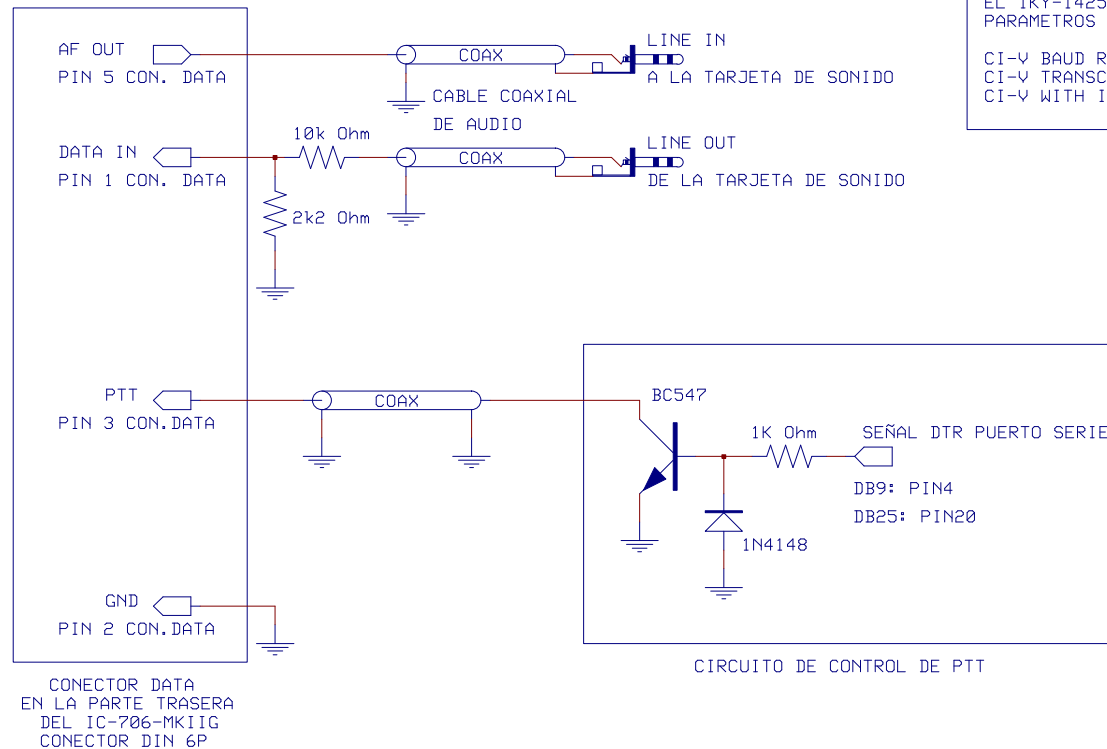 EL IKY-1425
PARAMETROS
CI-V BAUD R
CI-V TRANSC
CI-V WITH I
AF OUT
PIN 5 CON. DATA
COAX
LINE IN
A LA TARJETA DE SONIDO
CABLE COAXIAL
DE AUDIO
DATA IN
PIN 1 CON. DATA
10k Ohm
COAX
LINE OUT
DE LA TARJETA DE SONIDO
2k2 Ohm
PTT
PIN 3 CON.DATA
COAX
BC547
1K Ohm
SEÑAL DTR PUERTO SERIE
DB9: PIN4
DB25: PIN20
1N4148
GND
PIN 2 CON.DATA
CIRCUITO DE CONTROL DE PTT
CONECTOR DATA
EN LA PARTE TRASERA
DEL IC-706-MKIIG
CONECTOR DIN 6P